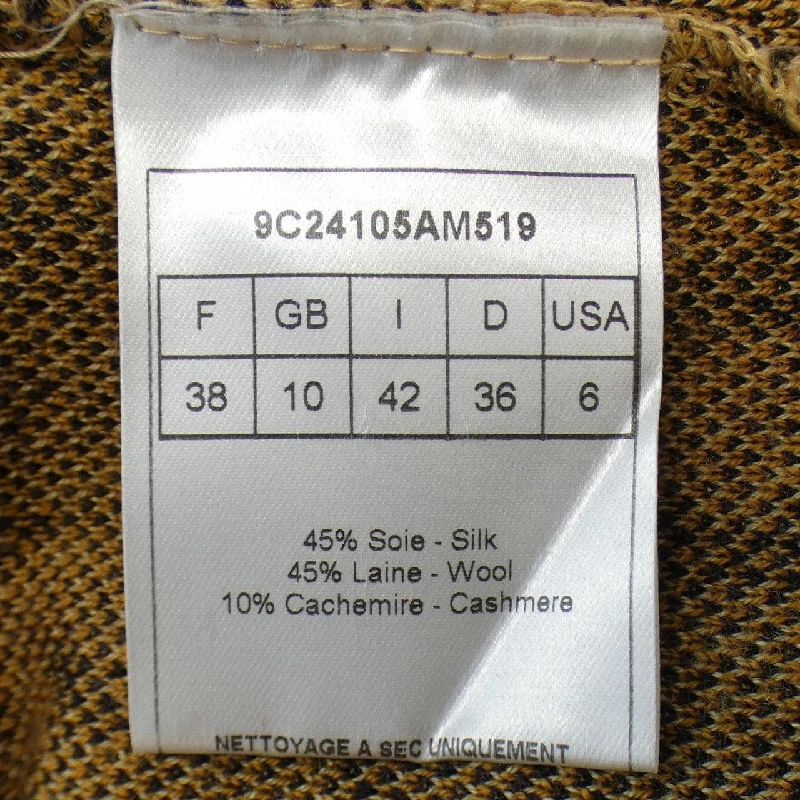 9C24105AM519
F GB I D USA
38 10 42 36 6
45% Soie - Silk
45% Laine - Wool
10% Cachemire - Cashmere
NETTOYAGE A SEC UNIQUEMENT